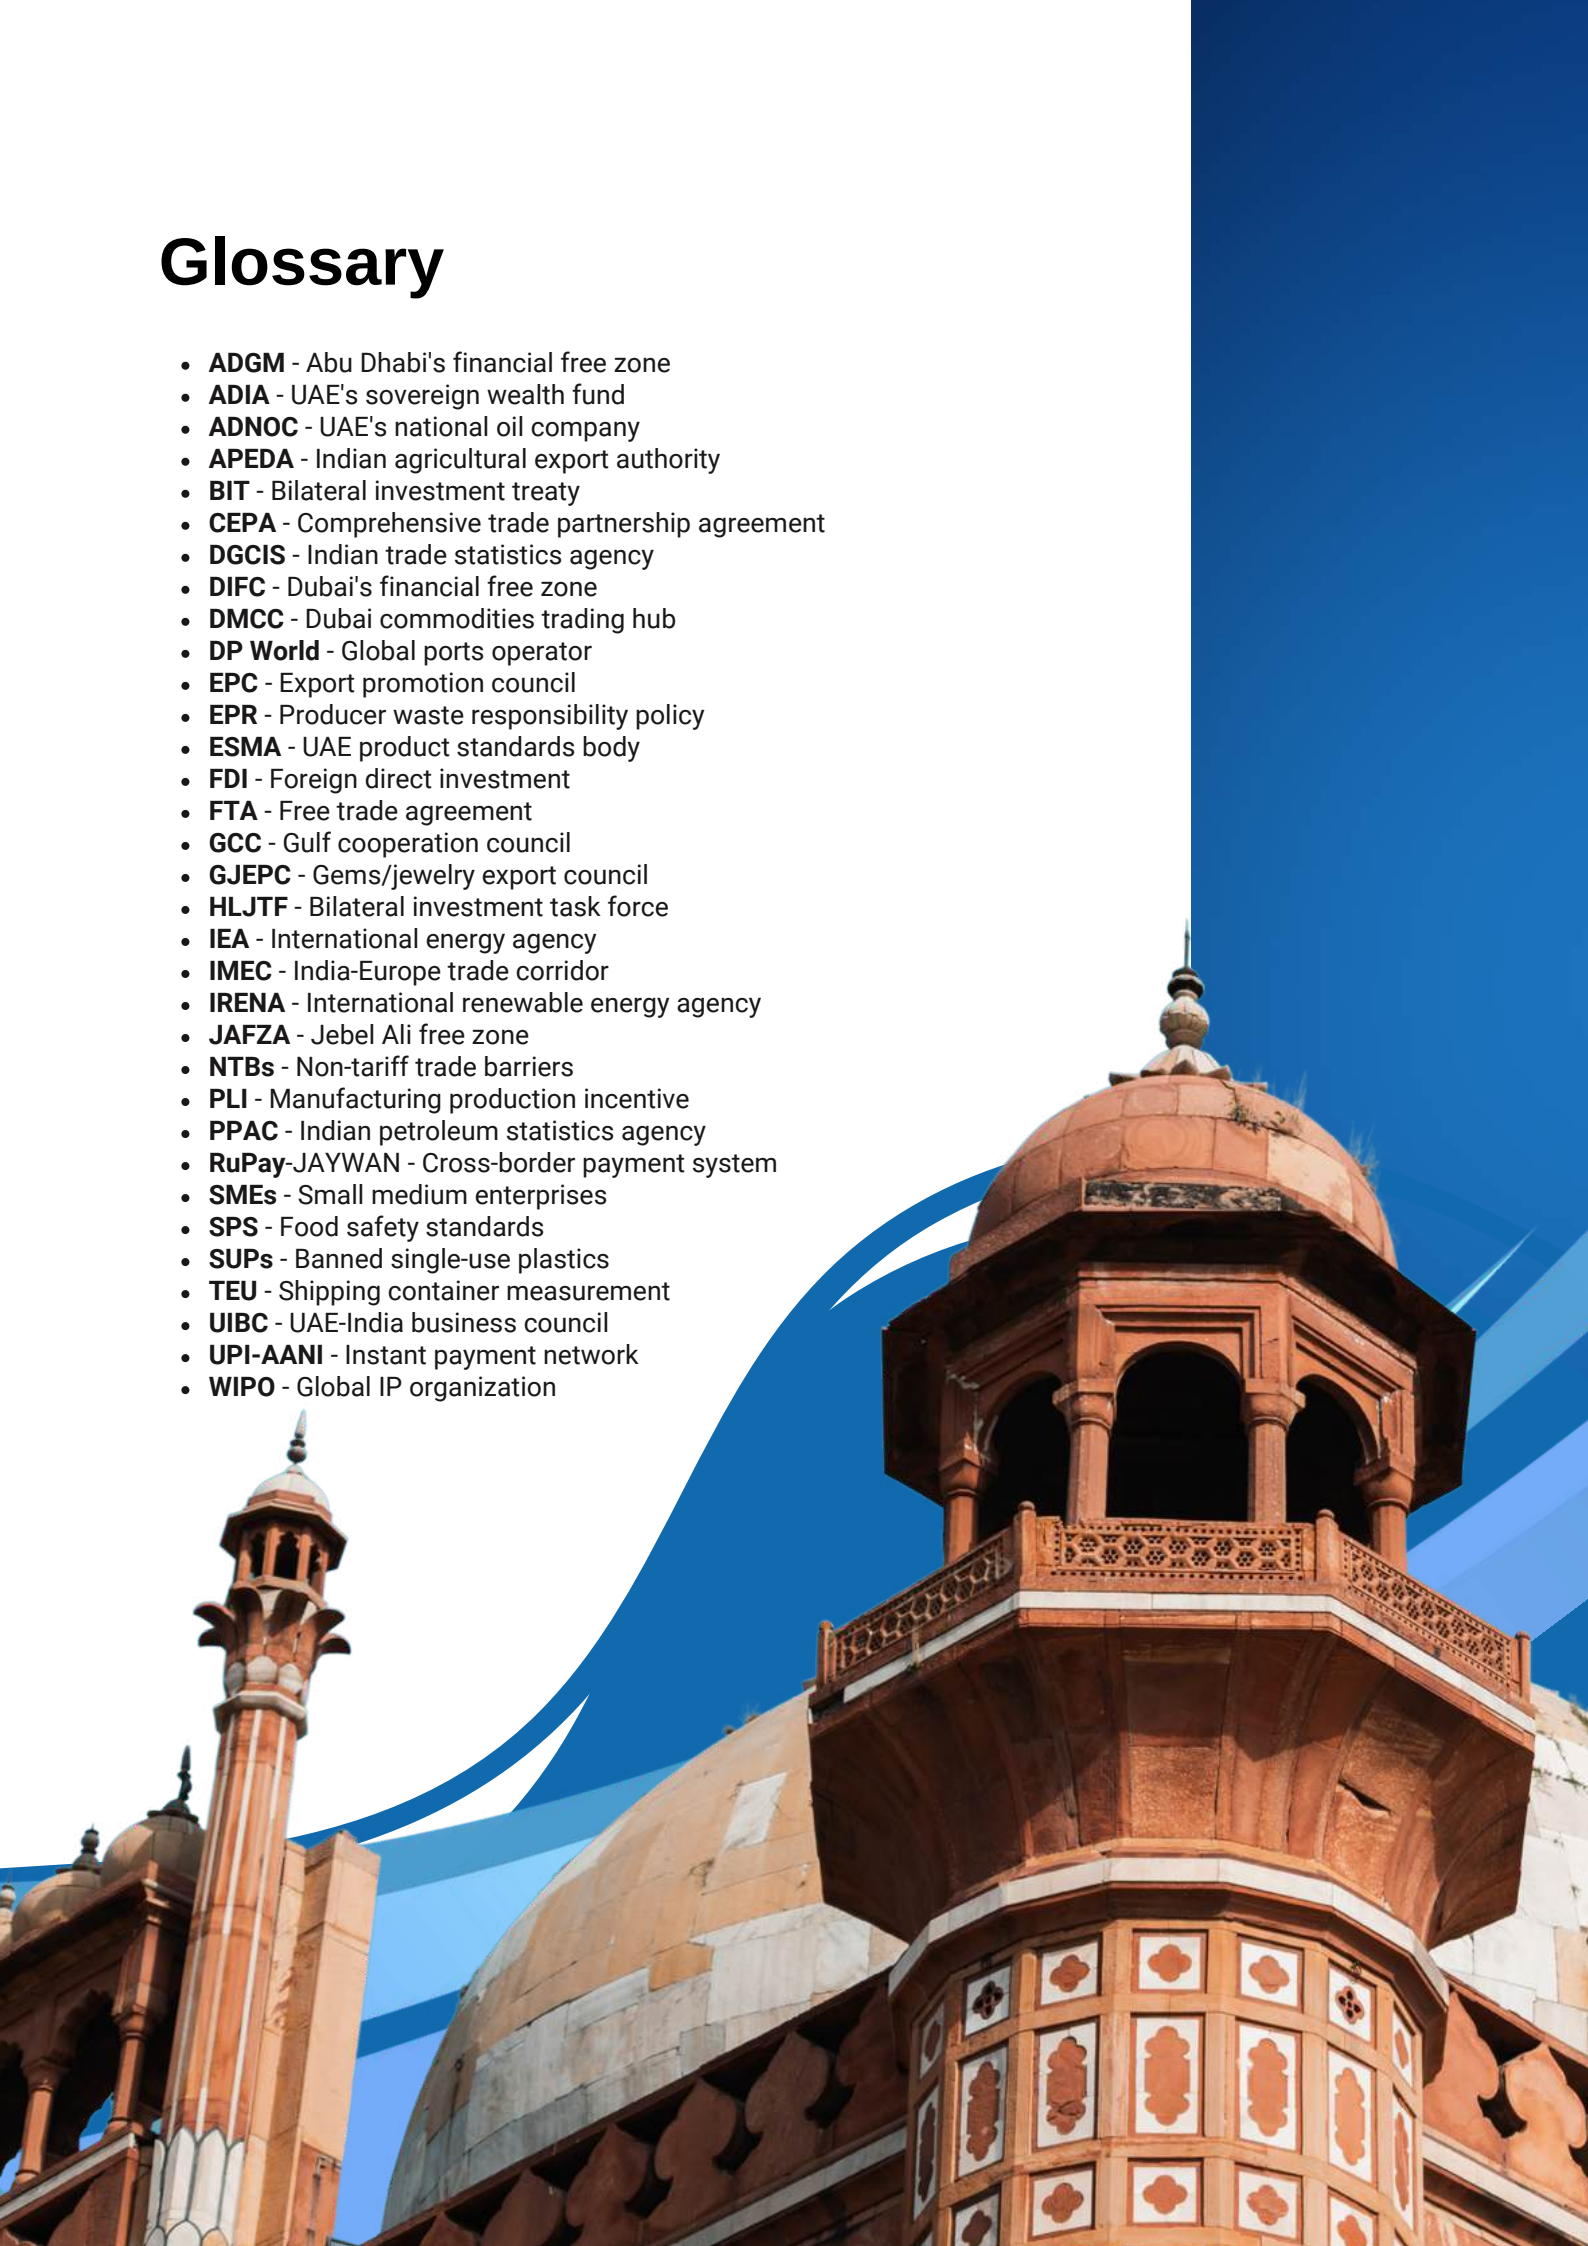 Glossary
• ADGM - Abu Dhabi's financial free zone
• ADIA - UAE's sovereign wealth fund
• ADNOC - UAE's national oil company
• APEDA - Indian agricultural export authority
• BIT - Bilateral investment treaty
• CEPA - Comprehensive trade partnership agreement
• DGCIS - Indian trade statistics agency
• DIFC - Dubai's financial free zone
• DMCC - Dubai commodities trading hub
• DP World - Global ports operator
• EPC - Export promotion council
• EPR - Producer waste responsibility policy
• ESMA - UAE product standards body
• FDI - Foreign direct investment
• FTA - Free trade agreement
• GCC - Gulf cooperation council
• GJEPC - Gems/jewelry export council
• HLJTF - Bilateral investment task force
• IEA - International energy agency
• IMEC - India-Europe trade corridor
• IRENA - International renewable energy agency
• JAFZA - Jebel Ali free zone
• NTBs - Non-tariff trade barriers
• PLI - Manufacturing production incentive
• PPAC - Indian petroleum statistics agency
• RuPay-JAYWAN - Cross-border payment system
• SMEs - Small medium enterprises
• SPS - Food safety standards
• SUPs - Banned single-use plastics
• TEU - Shipping container measurement
• UIBC - UAE-India business council
• UPI-AANI - Instant payment network
• WIPO - Global IP organization